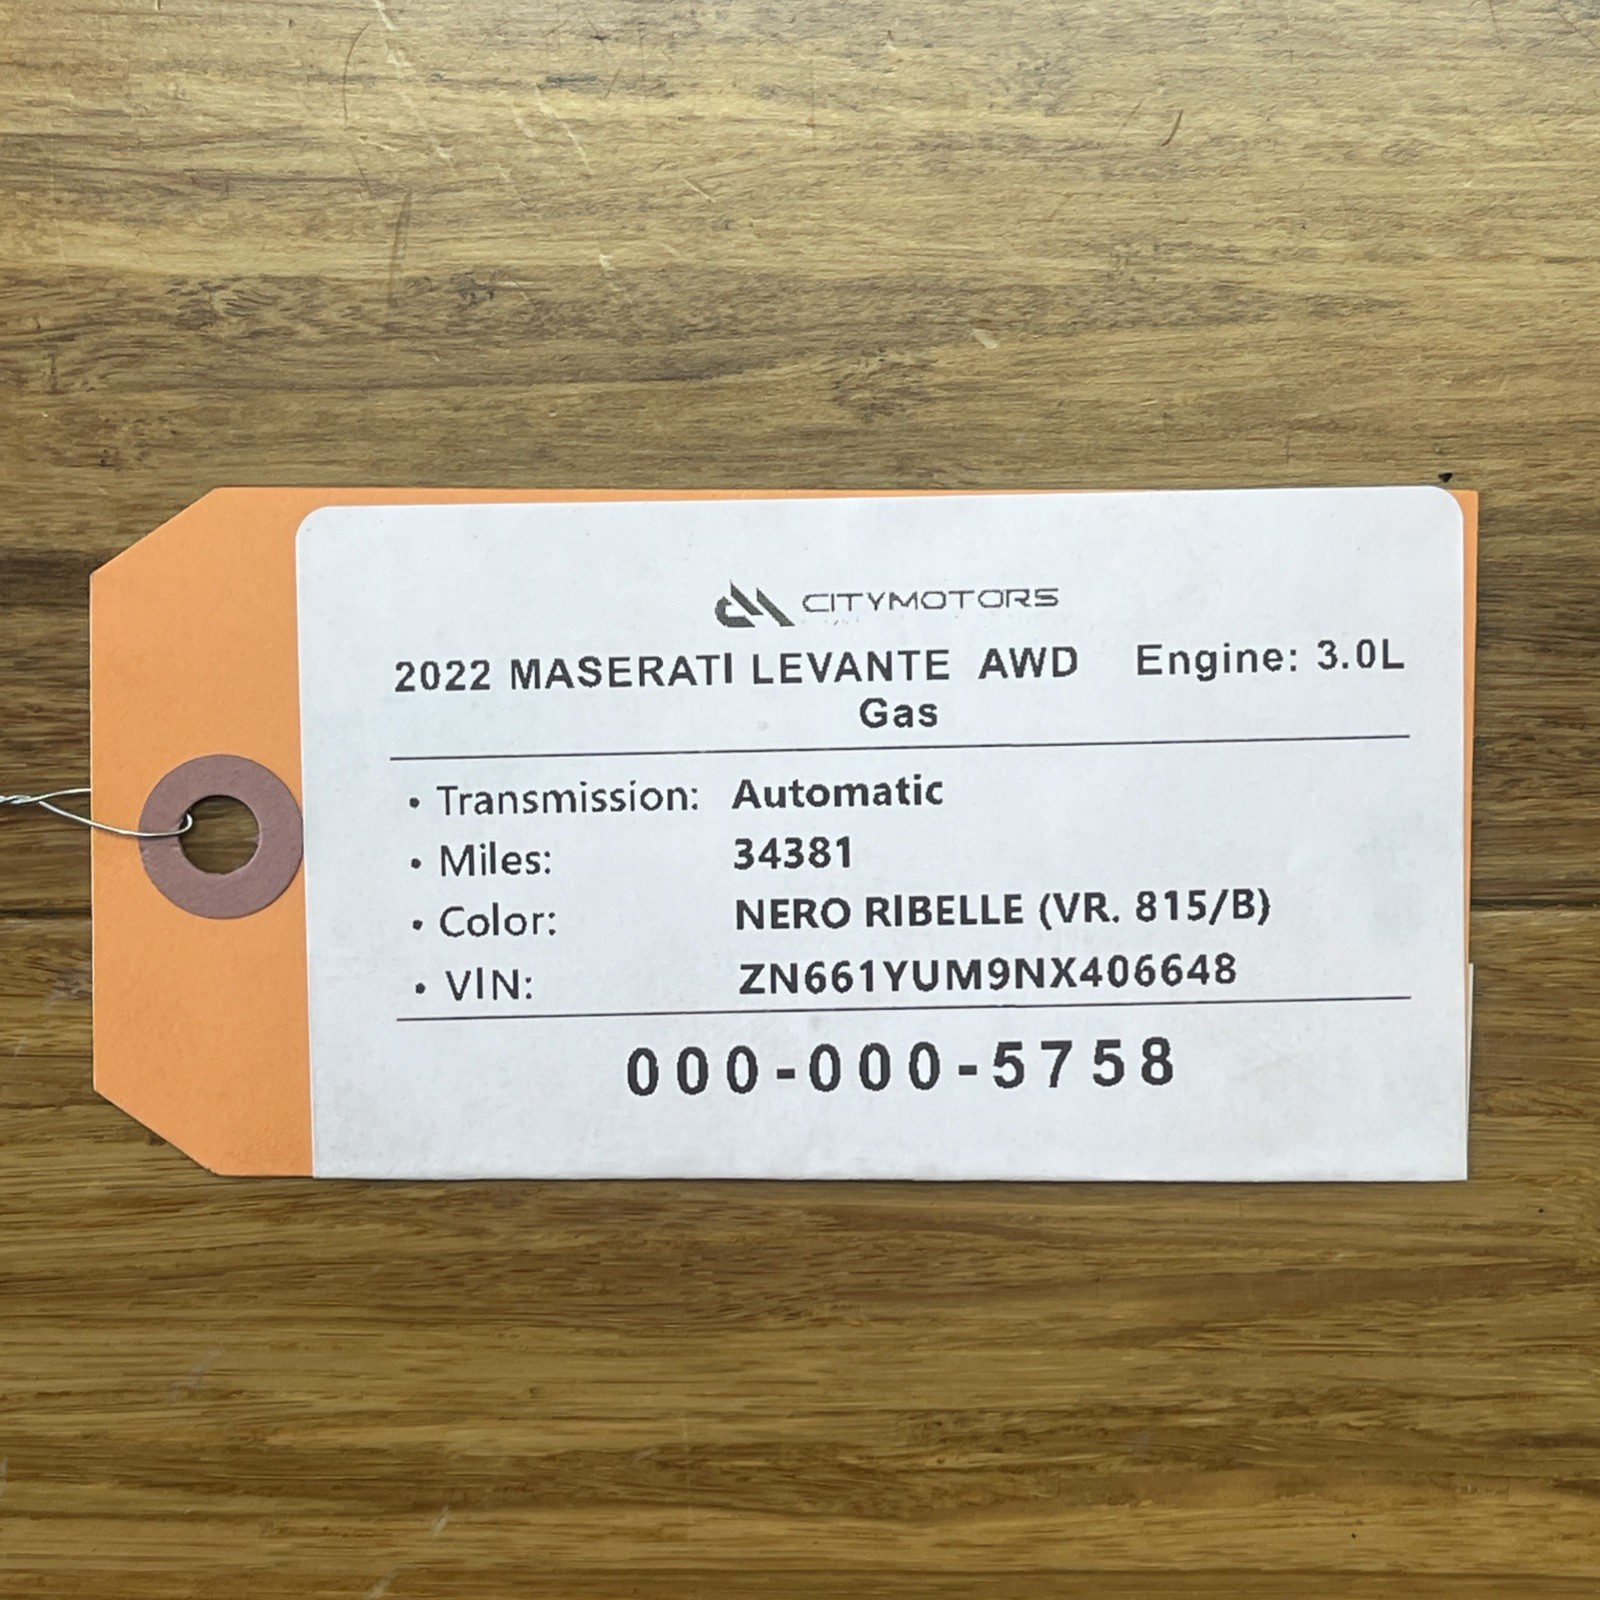 CITYMOTORS
2022 MASERATI LEVANTE AWD Engine: 3.0L
Gas
• Transmission: Automatic
• Miles: 34381
• Color: NERO RIBELLE (VR. 815/B)
• VIN: ZN661YUM9NX406648
000-000-5758